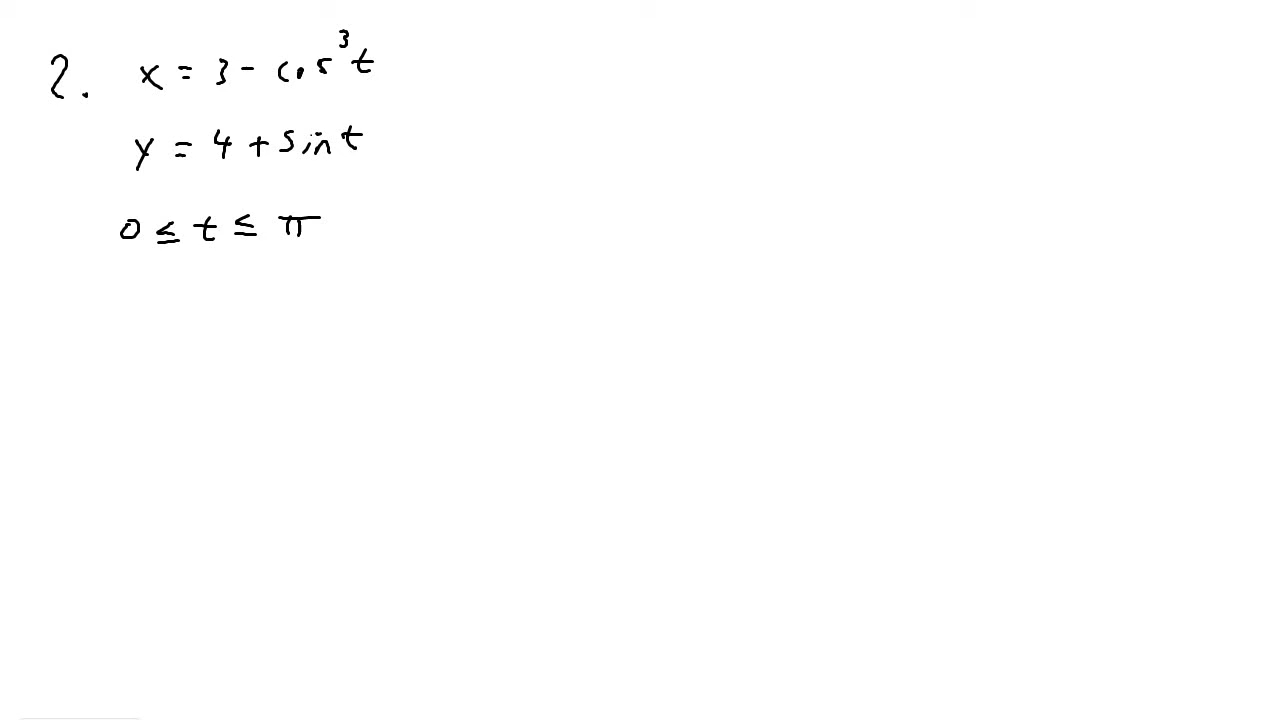 2. x = 3 - cos³t
y = 4 + sin t
0 ≤ t ≤ π